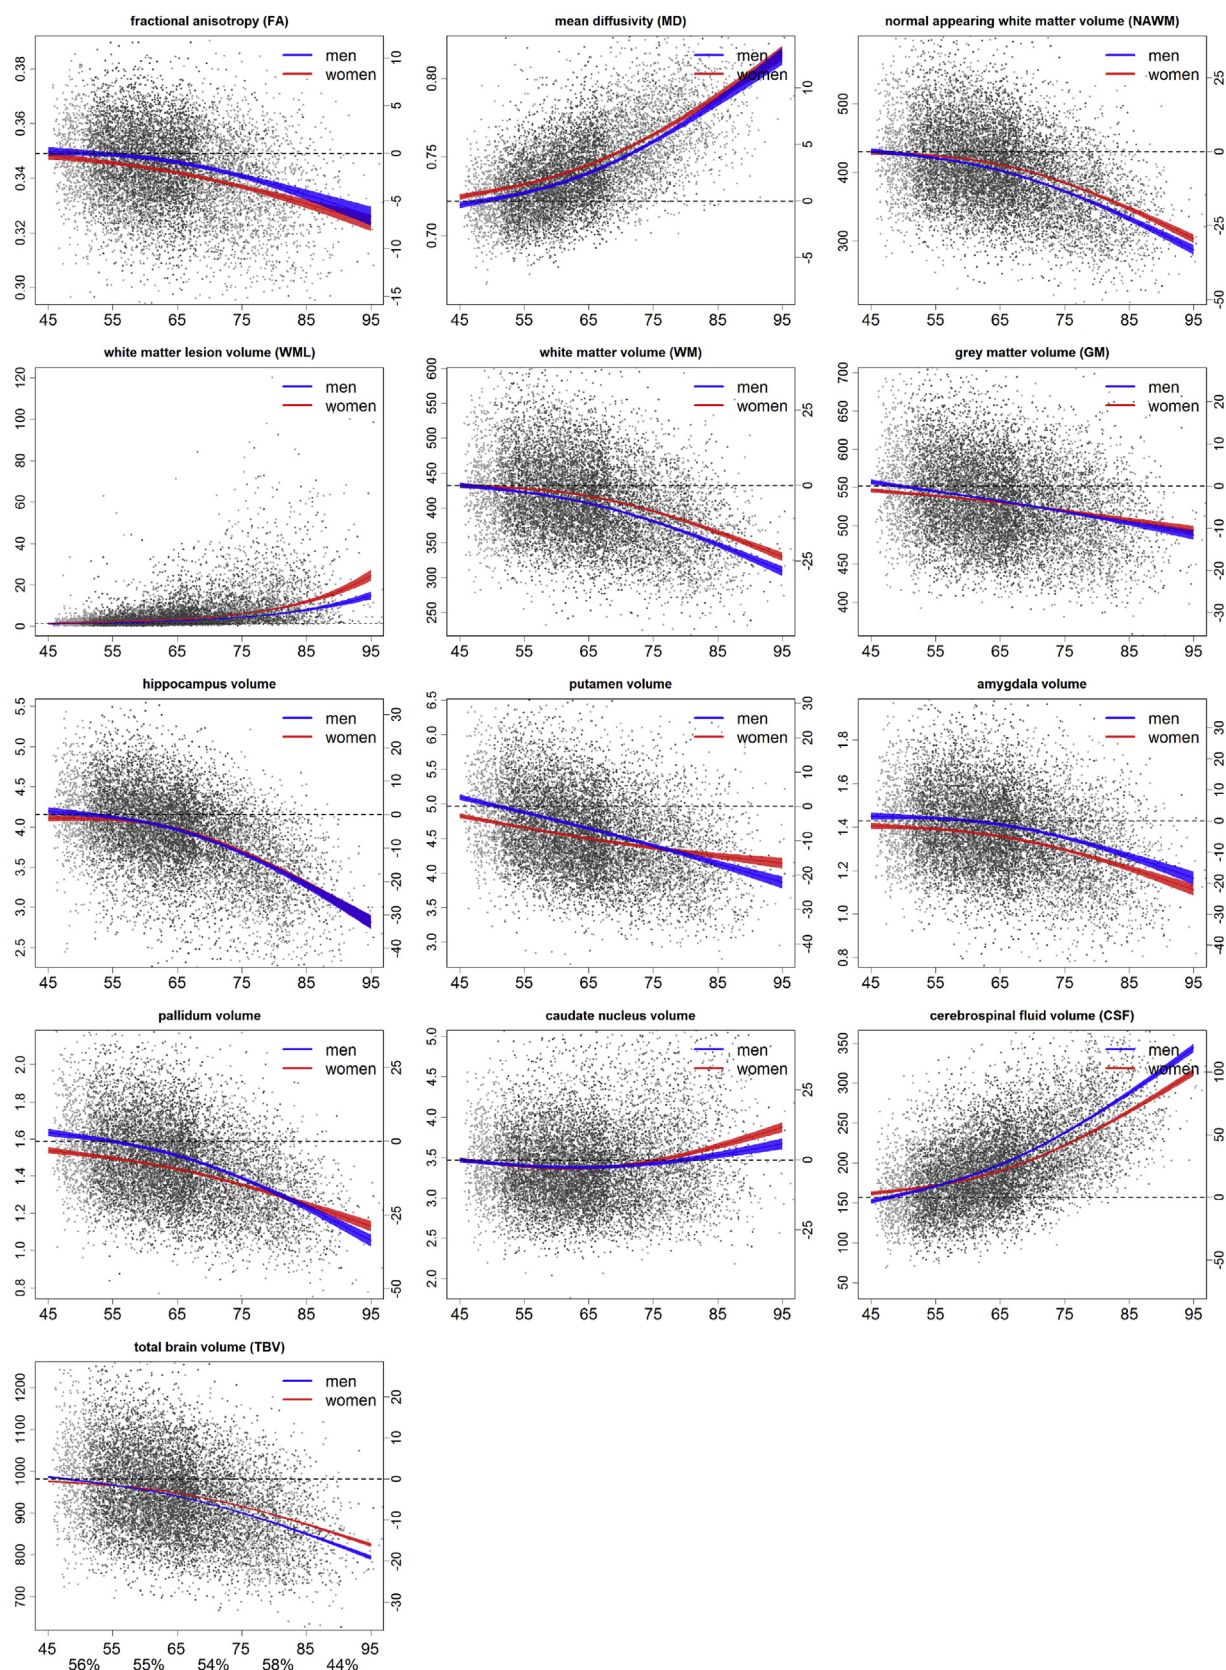 fractional anisotropy (FA)
men
women
0.38
0.36
0.34
0.32
0.30
10
5
0
-5
-10
-15
45 55 65 75 85 95
mean diffusivity (MD)
men
women
0.80
0.75
0.70
10
5
0
-5
45 55 65 75 85 95
normal appearing white matter volume (NAWM)
men
women
500
400
300
25
0
-25
-50
45 55 65 75 85 95
white matter lesion volume (WML)
men
women
120
100
80
60
40
20
0
45 55 65 75 85 95
white matter volume (WM)
men
women
600
550
500
450
400
350
300
250
25
0
-25
45 55 65 75 85 95
grey matter volume (GM)
men
women
700
650
600
550
500
450
400
20
10
0
-10
-20
-30
45 55 65 75 85 95
hippocampus volume
men
women
5.5
5.0
4.5
4.0
3.5
3.0
2.5
30
20
10
0
-10
-20
-30
-40
45 55 65 75 85 95
putamen volume
men
women
6.5
6.0
5.5
5.0
4.5
4.0
3.5
3.0
30
20
10
0
-10
-20
-30
-40
45 55 65 75 85 95
amygdala volume
men
women
1.8
1.6
1.4
1.2
1.0
0.8
30
20
10
0
-10
-20
-30
-40
45 55 65 75 85 95
pallidum volume
men
women
2.0
1.8
1.6
1.4
1.2
1.0
0.8
25
0
-25
-50
45 55 65 75 85 95
caudate nucleus volume
men
women
5.0
4.5
4.0
3.5
3.0
2.5
2.0
25
0
-25
45 55 65 75 85 95
cerebrospinal fluid volume (CSF)
men
women
350
300
250
200
150
100
50
100
50
0
-50
45 55 65 75 85 95
total brain volume (TBV)
men
women
1200
1100
1000
900
800
700
20
10
0
-10
-20
-30
45 55 65 75 85 95
56% 55% 54% 58% 44%